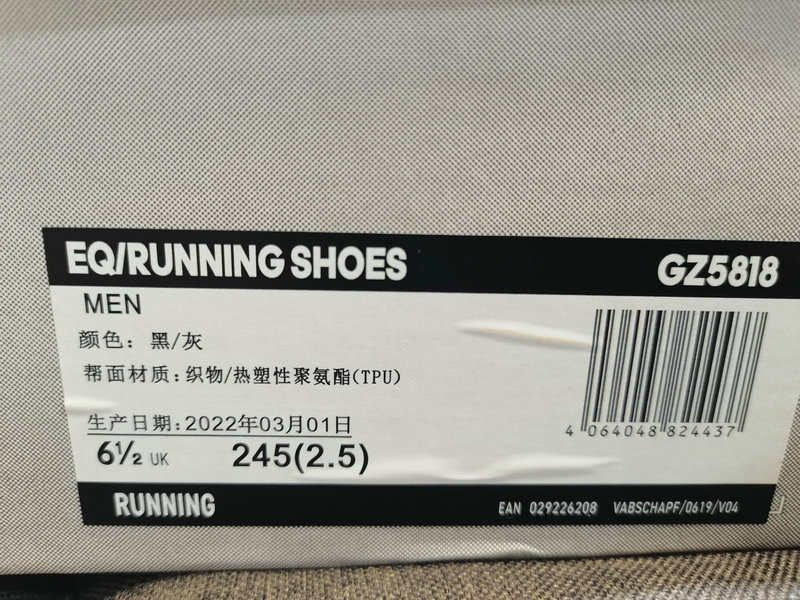 EQ/RUNNING SHOES GZ5818
MEN
颜色：黑/灰
帮面材质：织物/热塑性聚氨酯(TPU)
生产日期：2022年03月01日
6½ UK 245(2.5)
4 064048 824437
RUNNING EAN 029226208 VABSCHAPF/0619/V04